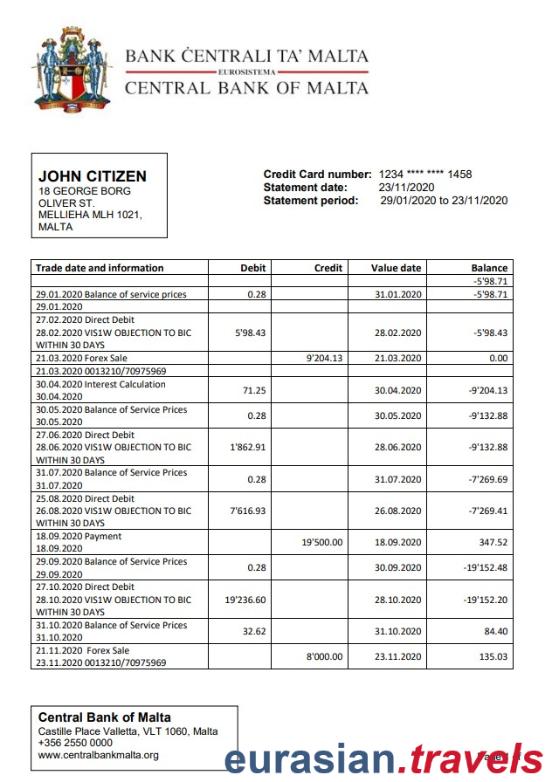 BANK ĊENTRALI TA' MALTA
EUROSISTEMA
CENTRAL BANK OF MALTA
JOHN CITIZEN
18 GEORGE BORG
OLIVER ST.
MELLIEHA MLH 1021,
MALTA
Credit Card number: 1234 **** **** 1458
Statement date: 23/11/2020
Statement period: 29/01/2020 to 23/11/2020
Trade date and information Debit Credit Value date Balance
-5'98.71
29.01.2020 Balance of service prices 0.28 31.01.2020 -5'98.71
29.01.2020
27.02.2020 Direct Debit
28.02.2020 VIS1W OBJECTION TO BIC 5'98.43 28.02.2020 -5'98.43
WITHIN 30 DAYS
21.03.2020 Forex Sale 9'204.13 21.03.2020 0.00
21.03.2020 0013210/70975969
30.04.2020 Interest Calculation 71.25 30.04.2020 -9'204.13
30.04.2020
30.05.2020 Balance of Service Prices 0.28 30.05.2020 -9'132.88
30.05.2020
27.06.2020 Direct Debit
28.06.2020 VIS1W OBJECTION TO BIC 1'862.91 28.06.2020 -9'132.88
WITHIN 30 DAYS
31.07.2020 Balance of Service Prices 0.28 31.07.2020 -7'269.69
31.07.2020
25.08.2020 Direct Debit
26.08.2020 VIS1W OBJECTION TO BIC 7'616.93 26.08.2020 -7'269.41
WITHIN 30 DAYS
18.09.2020 Payment 19'500.00 18.09.2020 347.52
18.09.2020
29.09.2020 Balance of Service Prices 0.28 30.09.2020 -19'152.48
29.09.2020
27.10.2020 Direct Debit
28.10.2020 VIS1W OBJECTION TO BIC 19'236.60 28.10.2020 -19'152.20
WITHIN 30 DAYS
31.10.2020 Balance of Service Prices 32.62 31.10.2020 84.40
31.10.2020
21.11.2020 Forex Sale 8'000.00 23.11.2020 135.03
23.11.2020 0013210/70975969
Central Bank of Malta
Castille Place Valletta, VLT 1060, Malta
+356 2550 0000
www.centralbankmalta.org
eurasian.travels